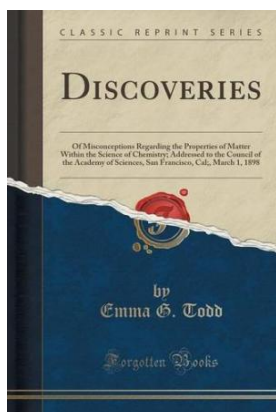 CLASSIC REPRINT SERIES
DISCOVERIES
Of Misconceptions Regarding the Properties of Matter
Within the Science of Chemistry; Addressed to the Council of
the Academy of Sciences, San Francisco, Cal;, March 1, 1898
by
Emma G. Todd
Forgotten Books